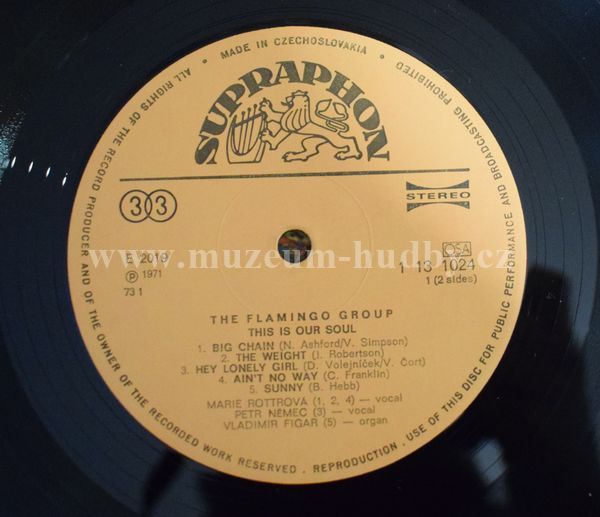 MADE IN CZECHOSLOVAKIA
ALL RIGHTS OF THE RECORD PRODUCER AND OF THE OWNER OF THE RECORDED WORK RESERVED . REPRODUCTION . USE OF THIS DISC FOR PUBLIC PERFORMANCE AND BROADCASTING PROHIBITED
SUPRAPHON
33
STEREO
www.muzeum-hudby.cz
E 2019 OSA
℗ 1971 1 13 1024
73 1 1 (2 sides)
THE FLAMINGO GROUP
THIS IS OUR SOUL
1. BIG CHAIN (N. Ashford/V. Simpson)
2. THE WEIGHT (J. Robertson)
3. HEY LONELY GIRL (D. Volejníček/V. Čort)
4. AIN'T NO WAY (C. Franklin)
5. SUNNY (B. Hebb)
MARIE ROTTROVÁ (1, 2, 4) — vocal
PETR NĚMEC (3) — vocal
VLADIMÍR FIGAR (5) — organ